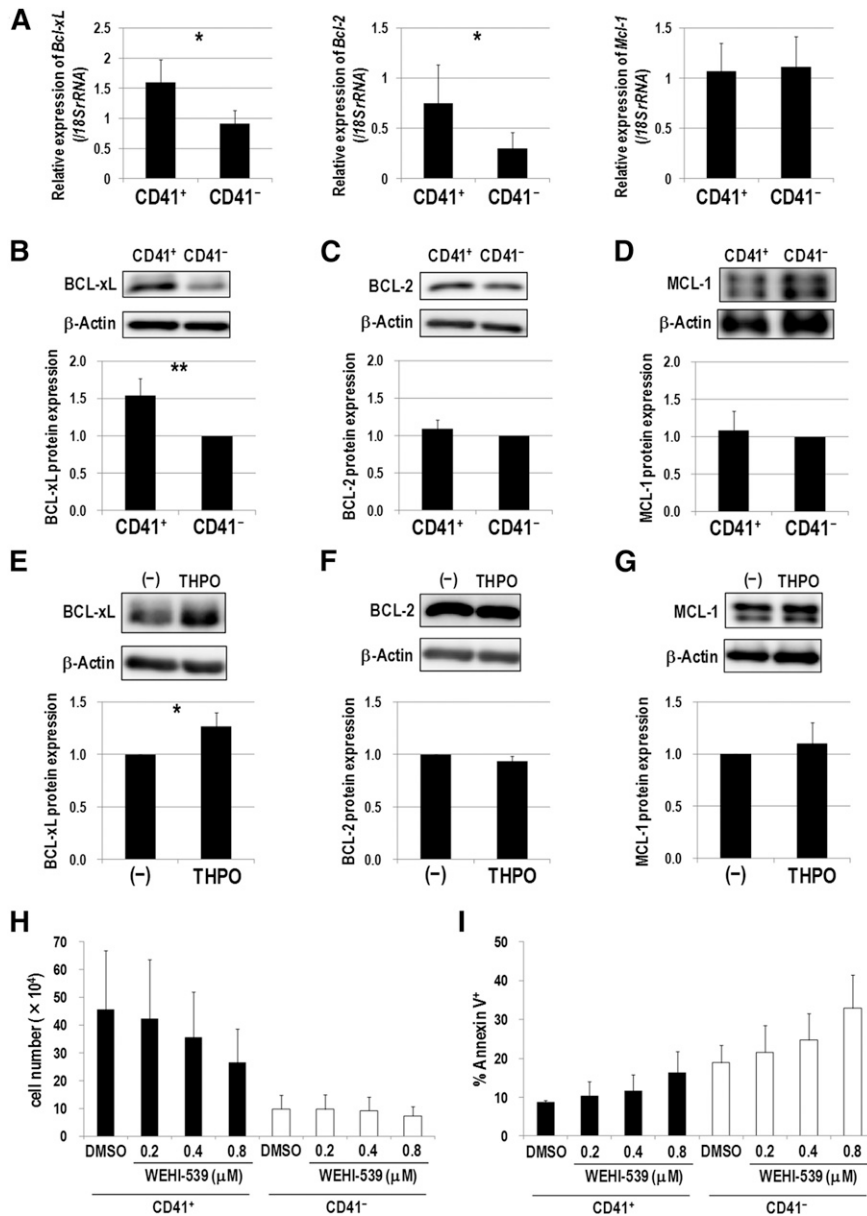 A
Relative expression of Bcl-xL
(/18SrRNA)
2.5
2
1.5
1
0.5
0
*
CD41+ CD41−
Relative expression of Bcl-2
(/18SrRNA)
1
0.5
0
*
CD41+ CD41−
Relative expression of Mcl-1
(/18SrRNA)
1.5
1
0.5
0
CD41+ CD41−
B
CD41+ CD41−
BCL-xL
β-Actin
BCL-xL protein expression
2.0
1.5
1.0
0.5
0.0
**
CD41+ CD41−
C
CD41+ CD41−
BCL-2
β-Actin
BCL-2 protein expression
2.0
1.5
1.0
0.5
0.0
CD41+ CD41−
D
CD41+ CD41−
MCL-1
β-Actin
MCL-1 protein expression
2.0
1.5
1.0
0.5
0.0
CD41+ CD41−
E
(−) THPO
BCL-xL
β-Actin
BCL-xL protein expression
1.5
1.0
0.5
0.0
*
(−) THPO
F
(−) THPO
BCL-2
β-Actin
BCL-2 protein expression
1.5
1.0
0.5
0.0
(−) THPO
G
(−) THPO
MCL-1
β-Actin
MCL-1 protein expression
1.5
1.0
0.5
0.0
(−) THPO
H
cell number (× 10⁴)
70
60
50
40
30
20
10
0
DMSO 0.2 0.4 0.8 DMSO 0.2 0.4 0.8
WEHI-539 (μM) WEHI-539 (μM)
CD41+ CD41−
I
% Annexin V+
50
40
30
20
10
0
DMSO 0.2 0.4 0.8 DMSO 0.2 0.4 0.8
WEHI-539 (μM) WEHI-539 (μM)
CD41+ CD41−